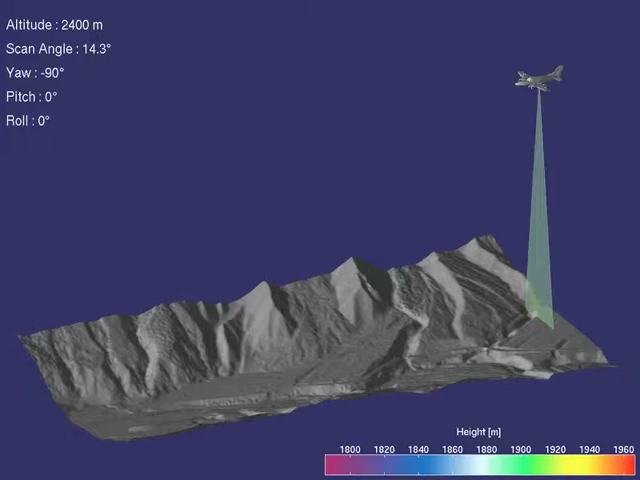 Altitude : 2400 m
Scan Angle : 14.3°
Yaw : -90°
Pitch : 0°
Roll : 0°
Height [m]
1800 1820 1840 1860 1880 1900 1920 1940 1960